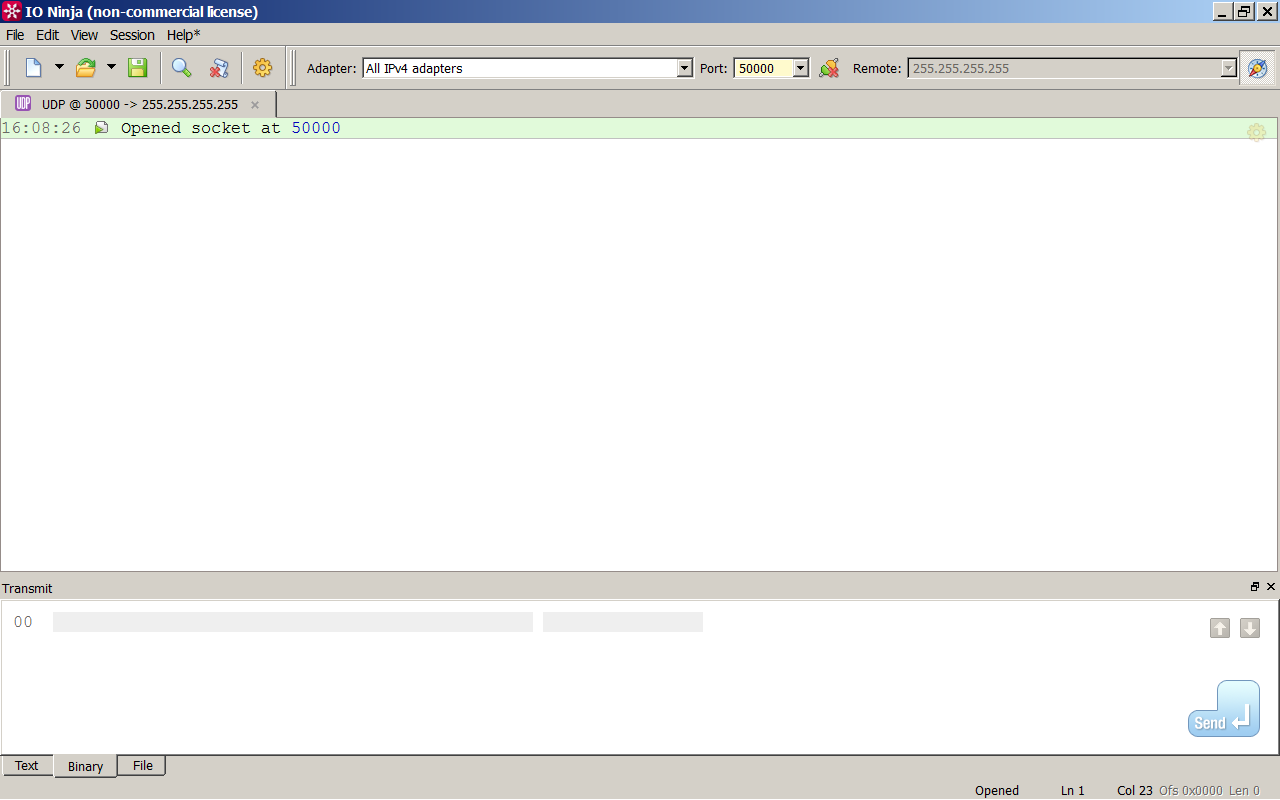 IO Ninja (non-commercial license)
File Edit View Session Help*
Adapter: All IPv4 adapters Port: 50000 Remote: 255.255.255.255
UDP UDP @ 50000 -> 255.255.255.255
16:08:26 Opened socket at 50000
Transmit
00
Send
Text Binary File
Opened Ln 1 Col 23 Ofs 0x0000 Len 0